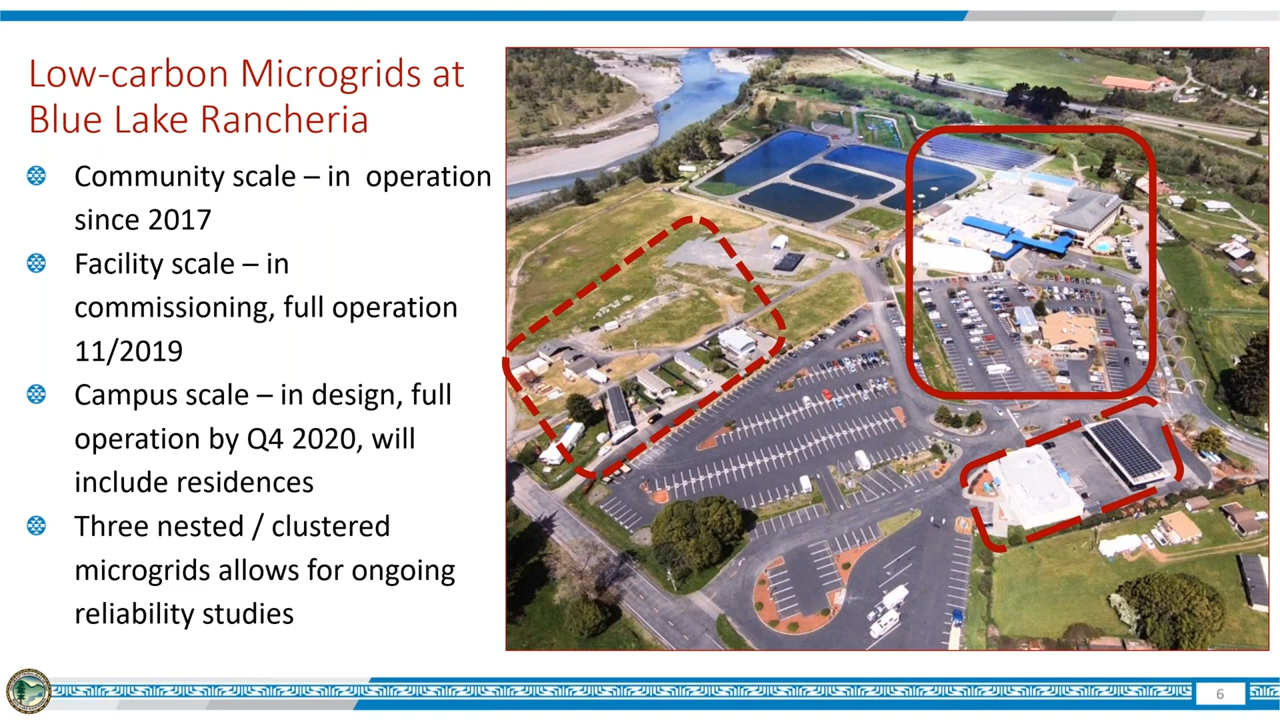 Low-carbon Microgrids at
Blue Lake Rancheria
Community scale – in operation
since 2017
Facility scale – in
commissioning, full operation
11/2019
Campus scale – in design, full
operation by Q4 2020, will
include residences
Three nested / clustered
microgrids allows for ongoing
reliability studies
6